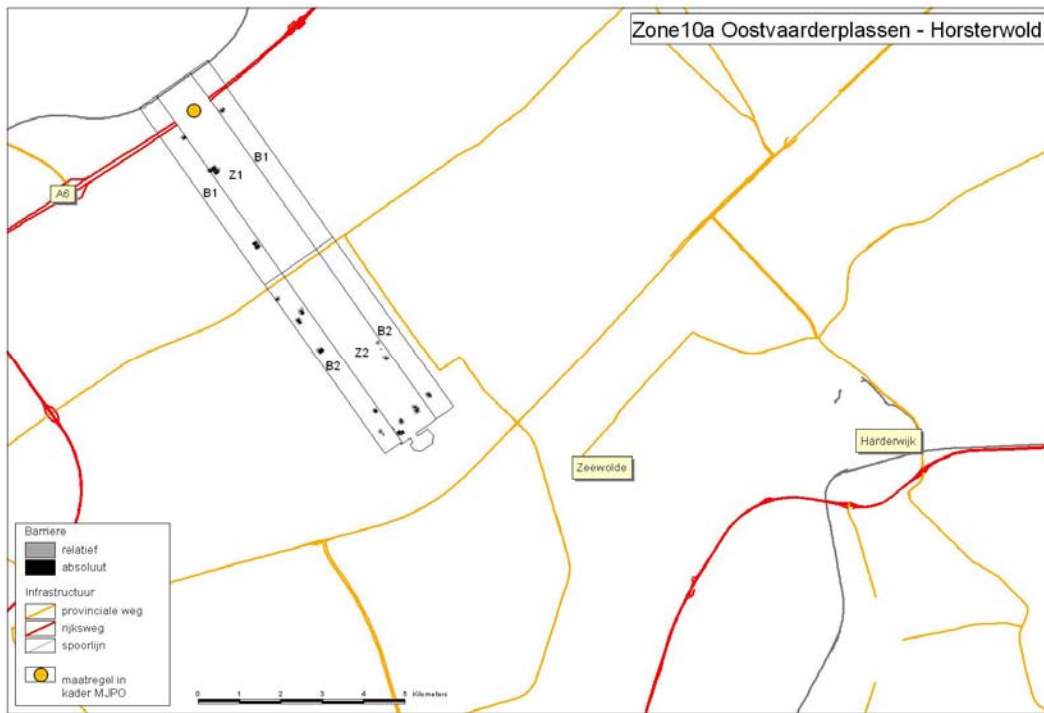 Zone10a Oostvaarderplassen - Horsterwold
A6
B1
Z1
B1
B2
Z2
B2
Harderwijk
Zeewolde
Barriere
relatief
absoluut
Infrastructuur
provinciale weg
rijksweg
spoorlijn
maatregel in
kader MJPO
0 1 2 3 4 5 Kilometers